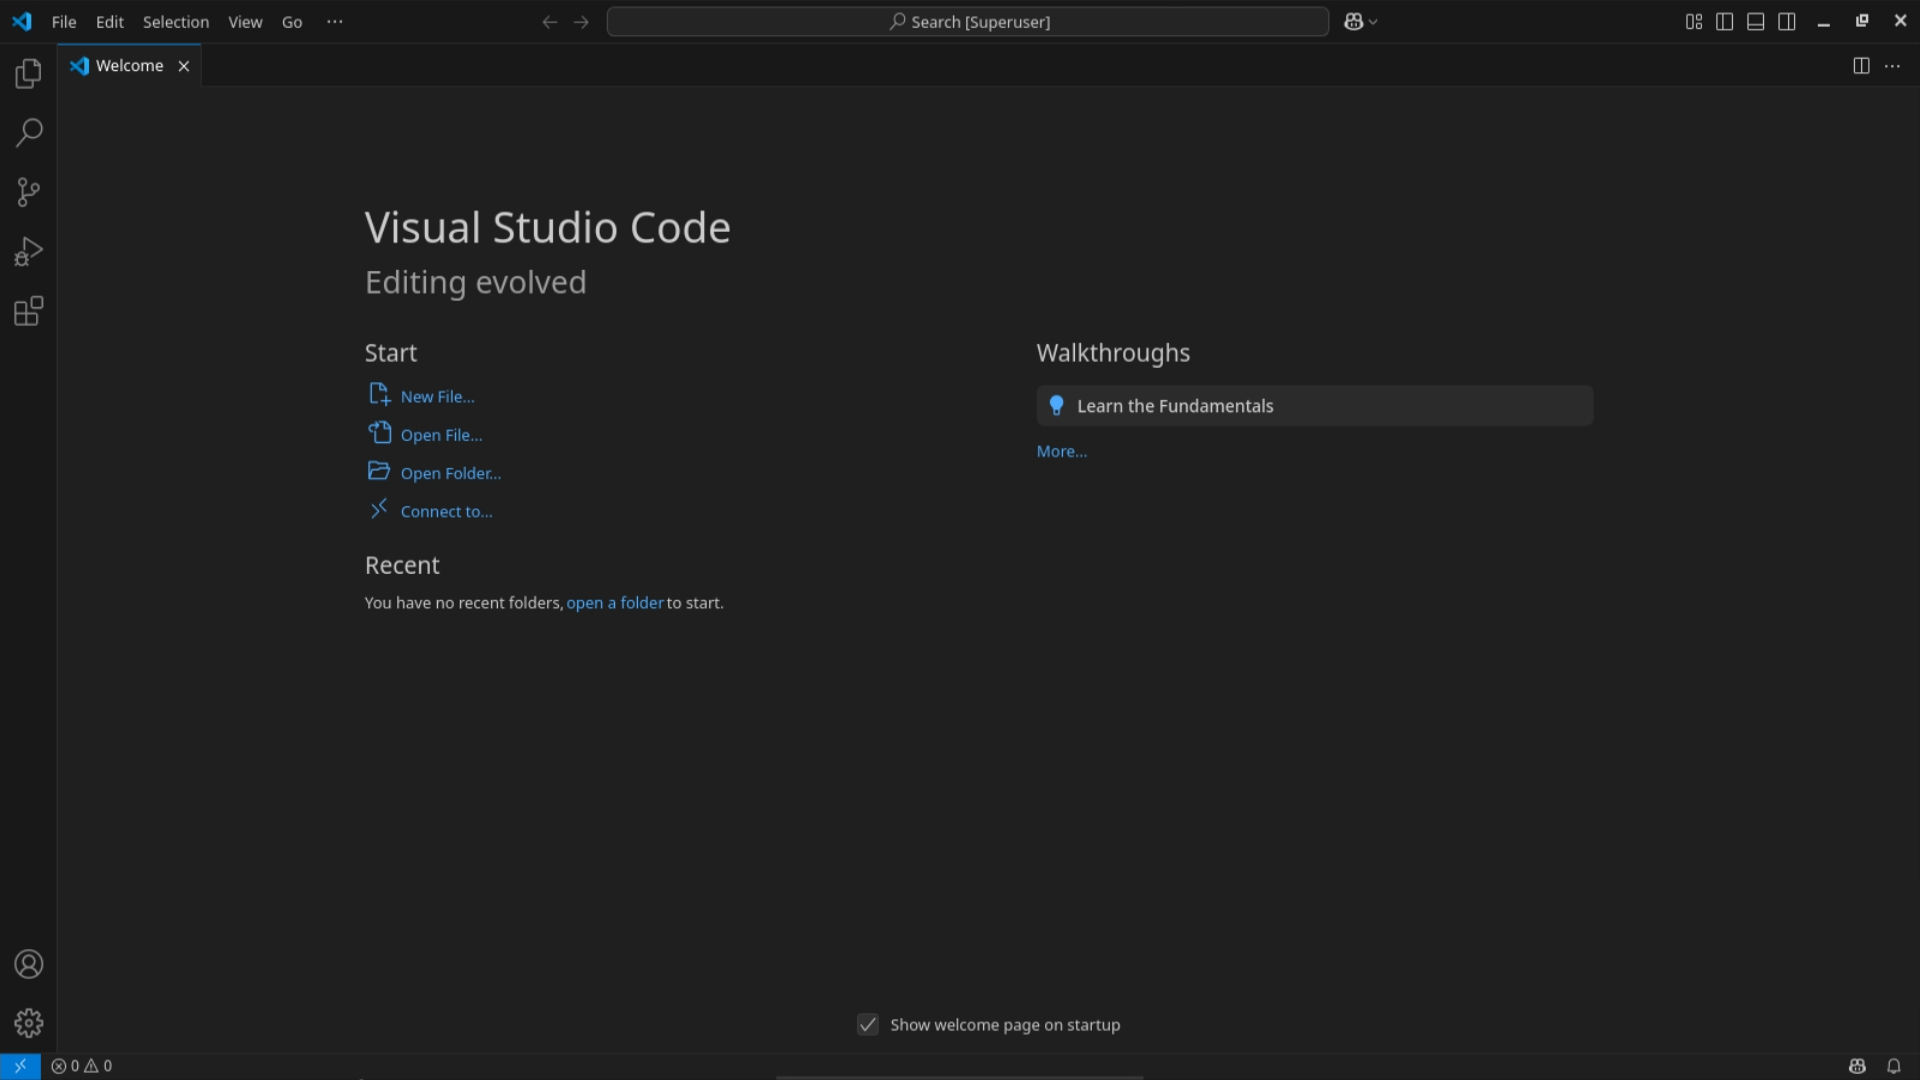 File Edit Selection View Go ···
Search [Superuser]
Welcome
Visual Studio Code
Editing evolved
Start
New File...
Open File...
Open Folder...
Connect to...
Recent
You have no recent folders, open a folder to start.
Walkthroughs
Learn the Fundamentals
More...
Show welcome page on startup
0 0